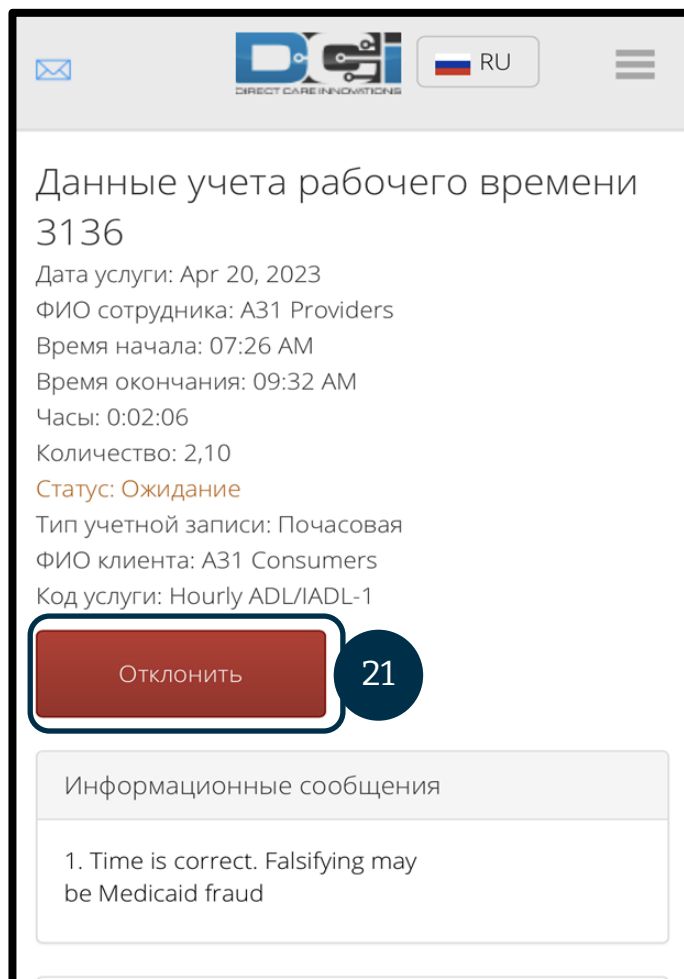 DCI
DIRECT CARE INNOVATIONS
RU
Данные учета рабочего времени
3136
Дата услуги: Apr 20, 2023
ФИО сотрудника: A31 Providers
Время начала: 07:26 AM
Время окончания: 09:32 AM
Часы: 0:02:06
Количество: 2,10
Статус: Ожидание
Тип учетной записи: Почасовая
ФИО клиента: A31 Consumers
Код услуги: Hourly ADL/IADL-1
Отклонить
21
Информационные сообщения
1. Time is correct. Falsifying may
be Medicaid fraud